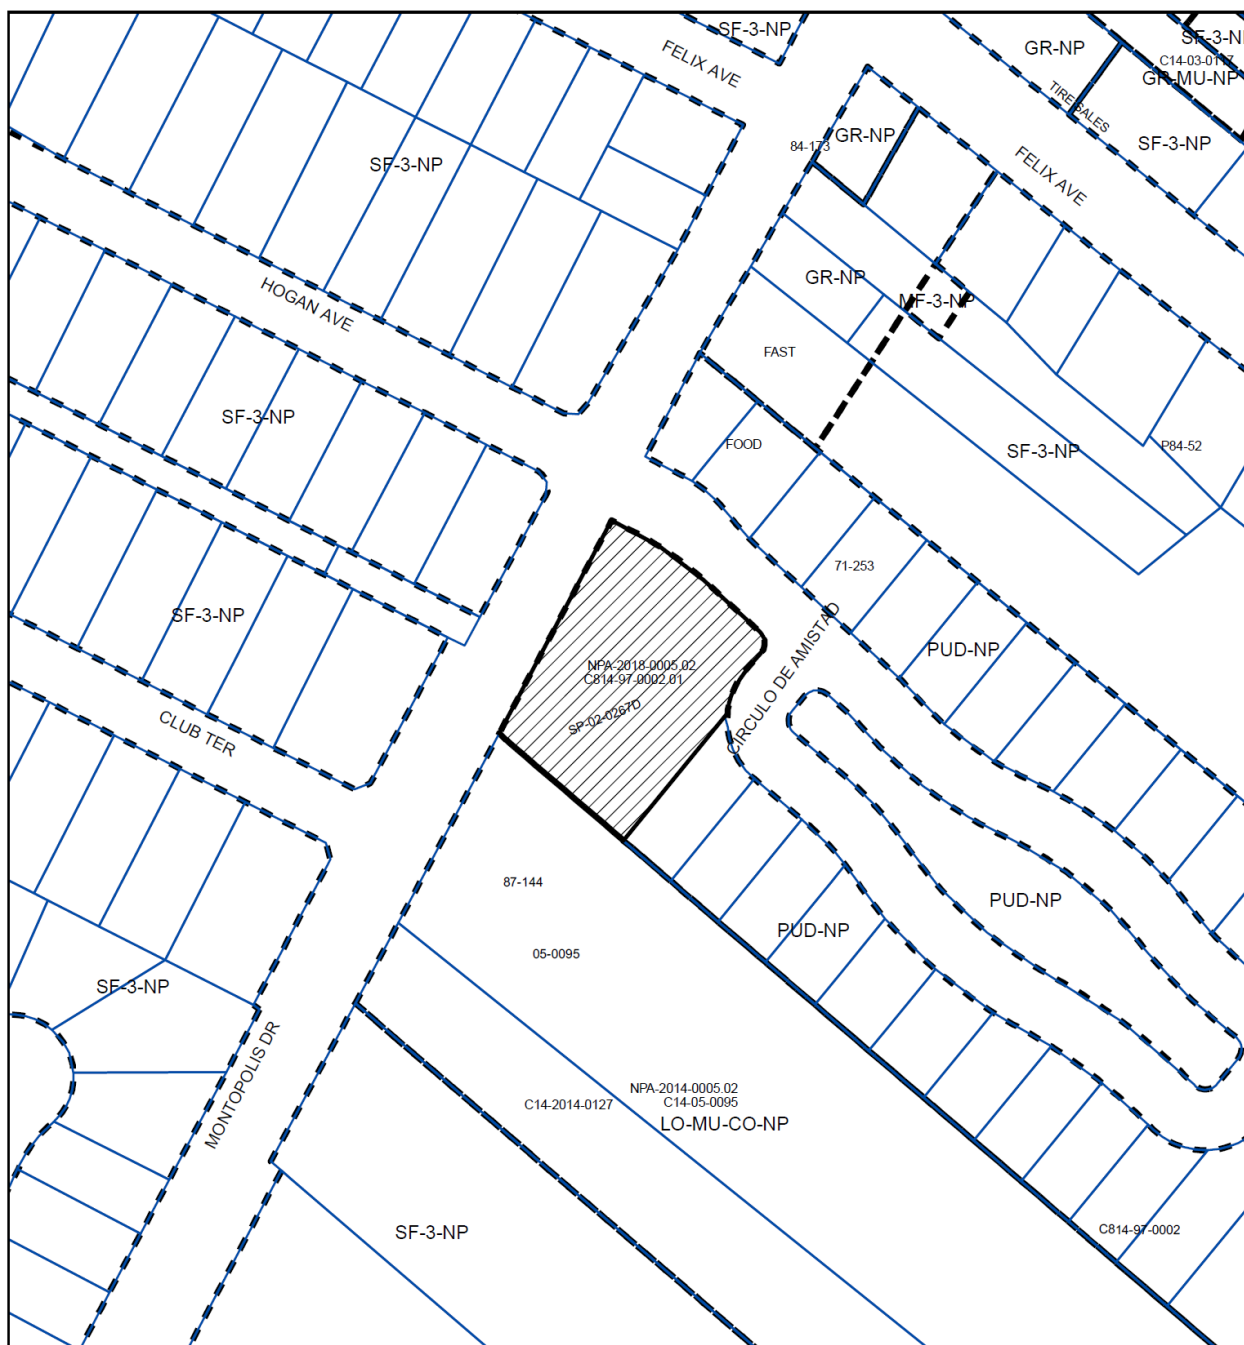 SF-3-NP
FELIX AVE
GR-NP
SF-3-NP
C14-03-0117
GR-MU-NP
TIRE SALES
SF-3-NP
84-173
GR-NP
SF-3-NP
FELIX AVE
HOGAN AVE
GR-NP
MF-3-NP
FAST
SF-3-NP
FOOD
SF-3-NP
P84-52
71-253
SF-3-NP
PUD-NP
NPA-2018-0005.02
C814-97-0002.01
SP-02-0267D
CIRCULO DE AMISTAD
CLUB TER
87-144
PUD-NP
PUD-NP
05-0095
SF-3-NP
MONTOPOLIS DR
NPA-2014-0005.02
C14-2014-0127
C14-05-0095
LO-MU-CO-NP
SF-3-NP
C814-97-0002